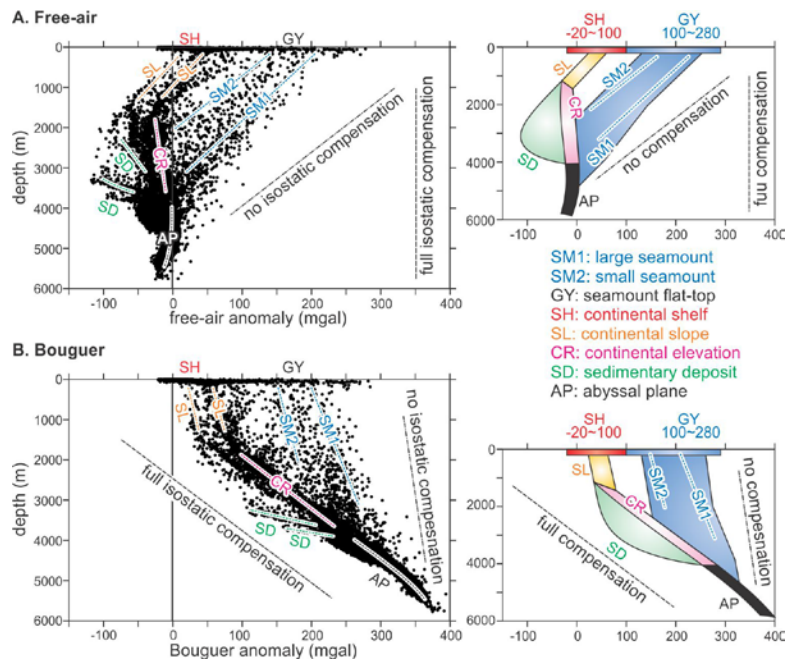 A. Free-air
SH
GY
SL
SL
SM2
SM1
CR
SD
SD
AP
no isostatic compensation
full isostatic compensation
0
1000
2000
3000
4000
5000
6000
depth (m)
-100
0
100
200
300
400
free-air anomaly (mgal)
SH
-20~100
GY
100~280
0
2000
4000
6000
SL
SM2
CR
SM1
SD
AP
no compensation
fuu compensation
-100
0
100
200
300
400
SM1: large seamount
SM2: small seamount
GY: seamount flat-top
SH: continental shelf
SL: continental slope
CR: continental elevation
SD: sedimentary deposit
AP: abyssal plane
B. Bouguer
SH
GY
SL
SL
SM2
SM1
CR
SD
SD
AP
full isostatic compensation
no isostatic compesnation
0
1000
2000
3000
4000
5000
6000
depth (m)
-100
0
100
200
300
400
Bouguer anomaly (mgal)
SH
-20~100
GY
100~280
0
2000
4000
6000
SL
SM2
SM1
CR
SD
AP
full compensation
no compesnation
-100
0
100
200
300
400